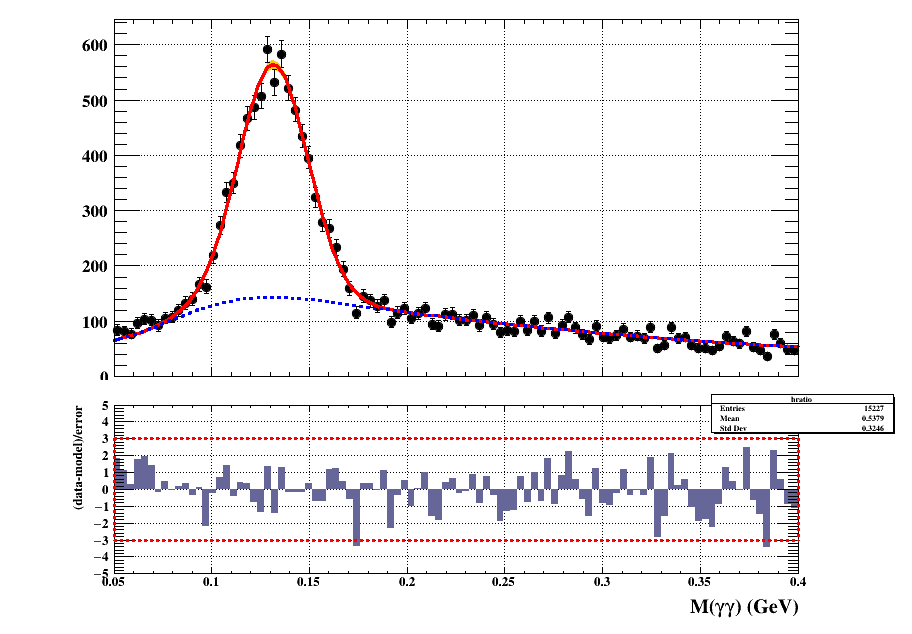 600
500
400
300
200
100
0
hratio
Entries 15227
Mean 0.5379
Std Dev 0.3246
(data-model)/error
5
4
3
2
1
0
−1
−2
−3
−4
−5
0.05 0.1 0.15 0.2 0.25 0.3 0.35 0.4
M(γγ) (GeV)